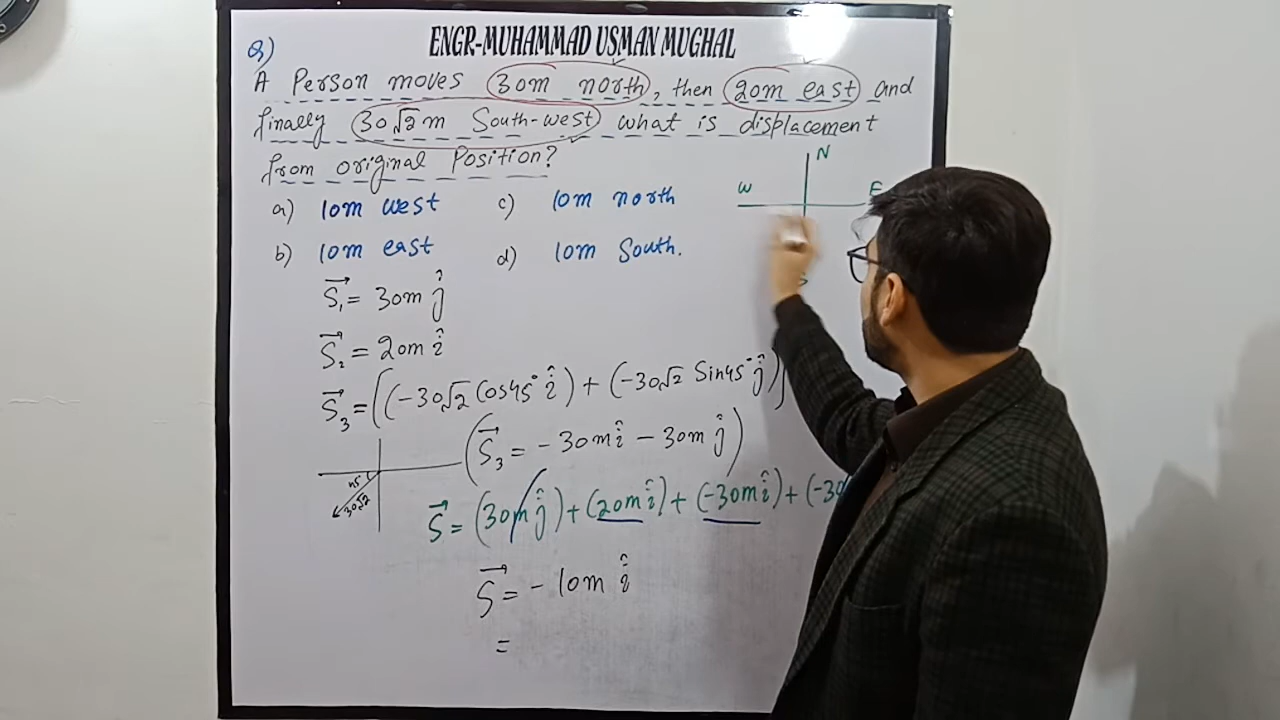 ENGR-MUHAMMAD USMAN MUGHAL
Q)
A Person moves 30m north, then 20m east and
finally 30√2 m South-west what is displacement
from original Position?
a) 10m west c) 10m north
b) 10m east d) 10m South.
N
W E
S
S⃗₁ = 30m ĵ
S⃗₂ = 20m î
S⃗₃ = [(-30√2 Cos45° î) + (-30√2 Sin45° ĵ)]
(S⃗₃ = -30m î - 30m ĵ)
45
30√2
S⃗ = (30m ĵ) + (20m î) + (-30m î) + (-30
S⃗ = -10m î
=